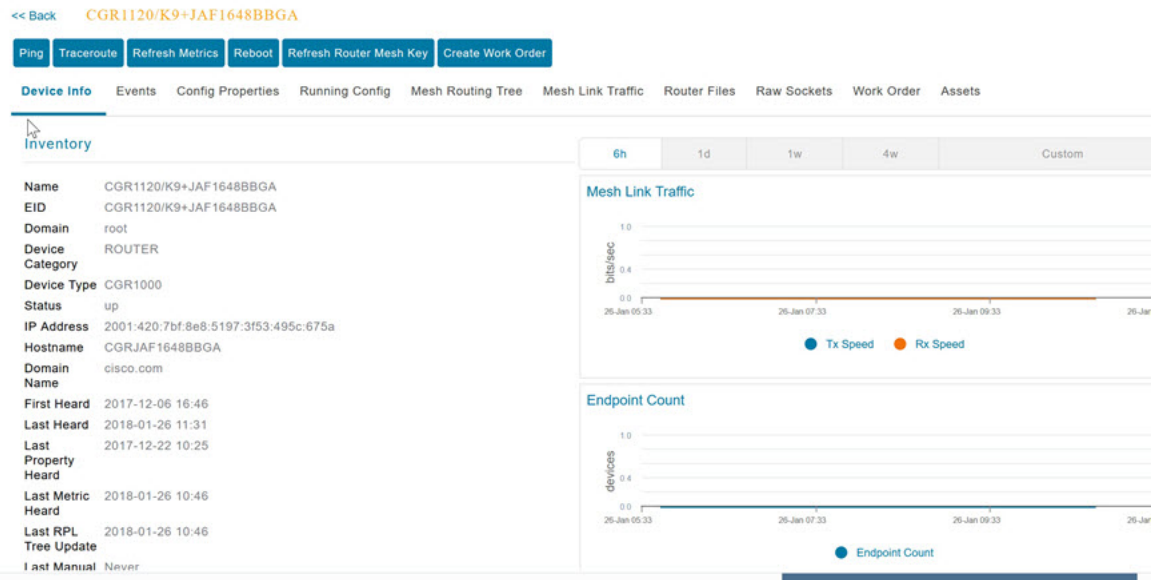 << Back CGR1120/K9+JAF1648BBGA
Ping Traceroute Refresh Metrics Reboot Refresh Router Mesh Key Create Work Order
Device Info Events Config Properties Running Config Mesh Routing Tree Mesh Link Traffic Router Files Raw Sockets Work Order Assets
Inventory
Name CGR1120/K9+JAF1648BBGA
EID CGR1120/K9+JAF1648BBGA
Domain root
Device ROUTER
Category
Device Type CGR1000
Status up
IP Address 2001:420:7bf:8e8:5197:3f53:495c:675a
Hostname CGRJAF1648BBGA
Domain cisco.com
Name
First Heard 2017-12-06 16:46
Last Heard 2018-01-26 11:31
Last 2017-12-22 10:25
Property
Heard
Last Metric 2018-01-26 10:46
Heard
Last RPL 2018-01-26 10:46
Tree Update
Last Manual Never
6h 1d 1w 4w Custom
Mesh Link Traffic
1.0
bits/sec
0.4
0.0
26-Jan 05:33 26-Jan 07:33 26-Jan 09:33 26-Jan
Tx Speed Rx Speed
Endpoint Count
1.0
devices
0.4
0.0
26-Jan 05:33 26-Jan 07:33 26-Jan 09:33 26-Jan
Endpoint Count